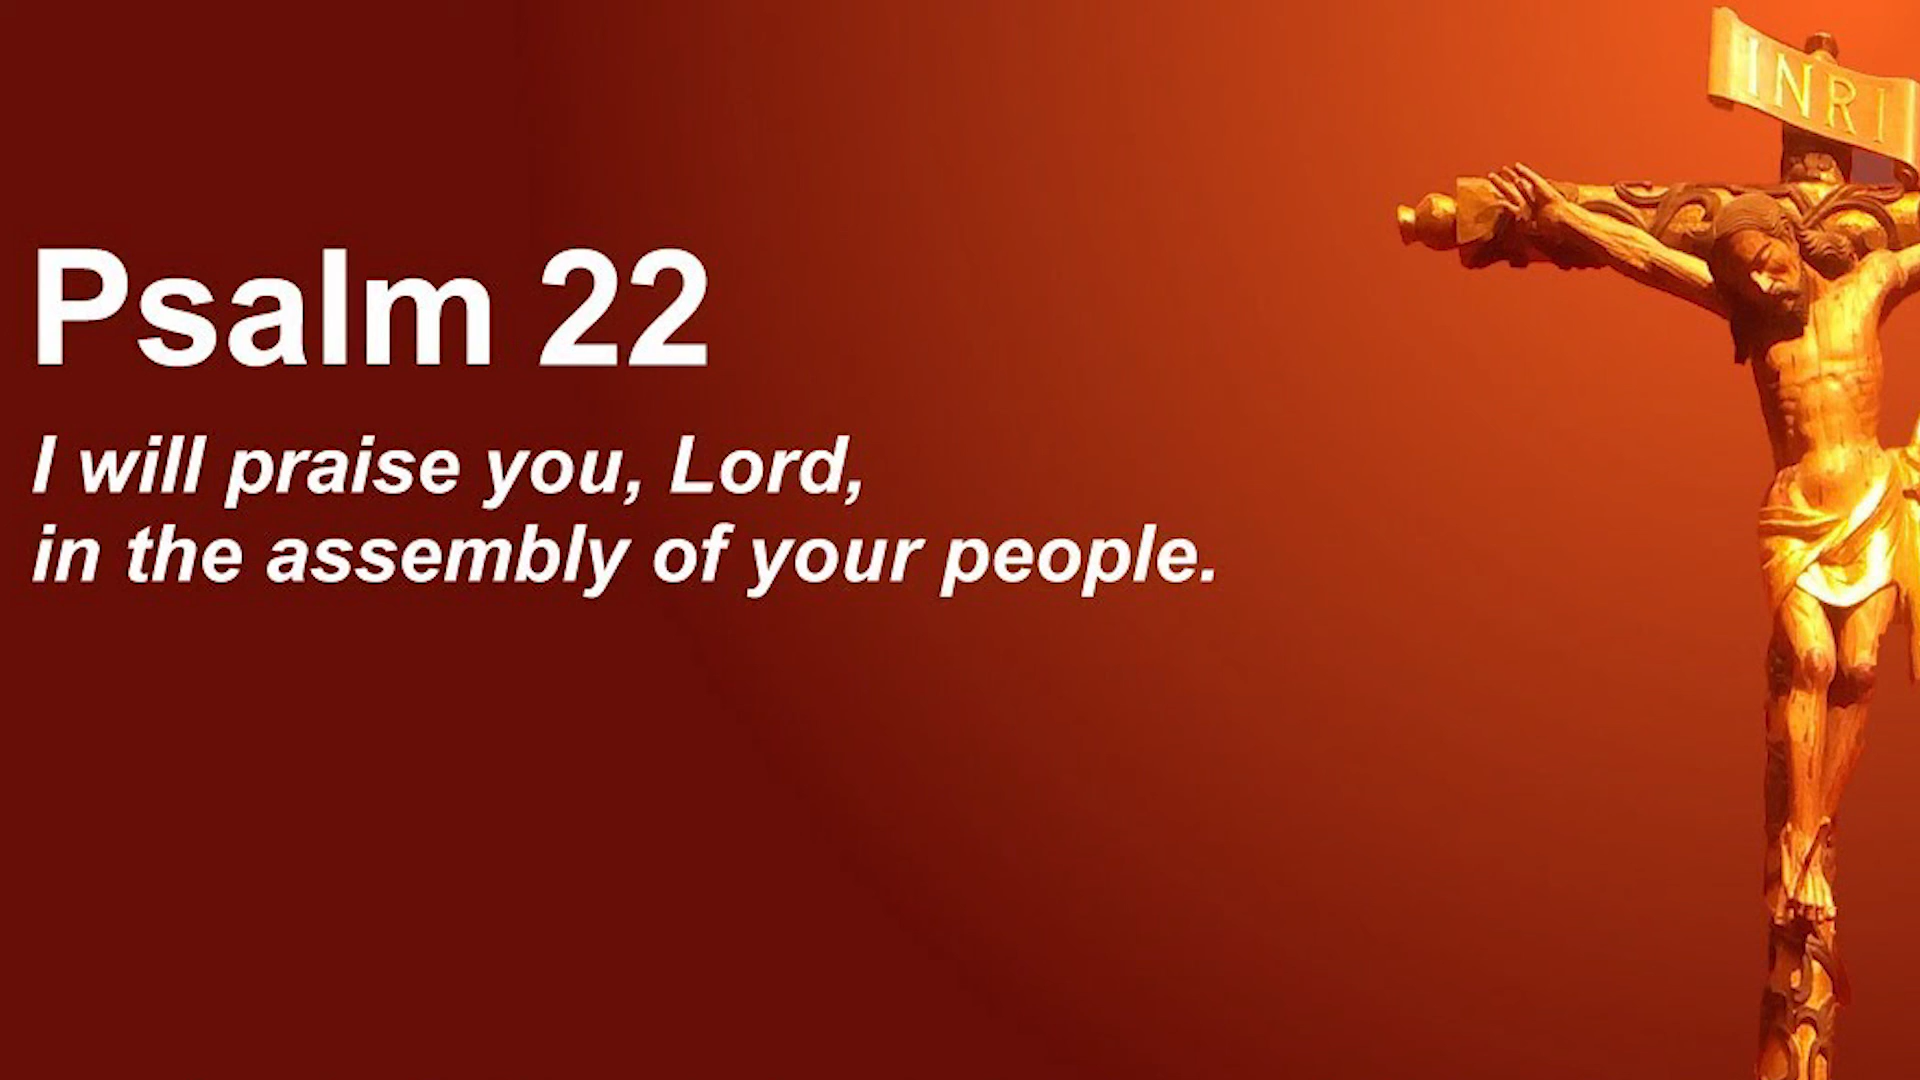 INRI
Psalm 22
I will praise you, Lord,
in the assembly of your people.